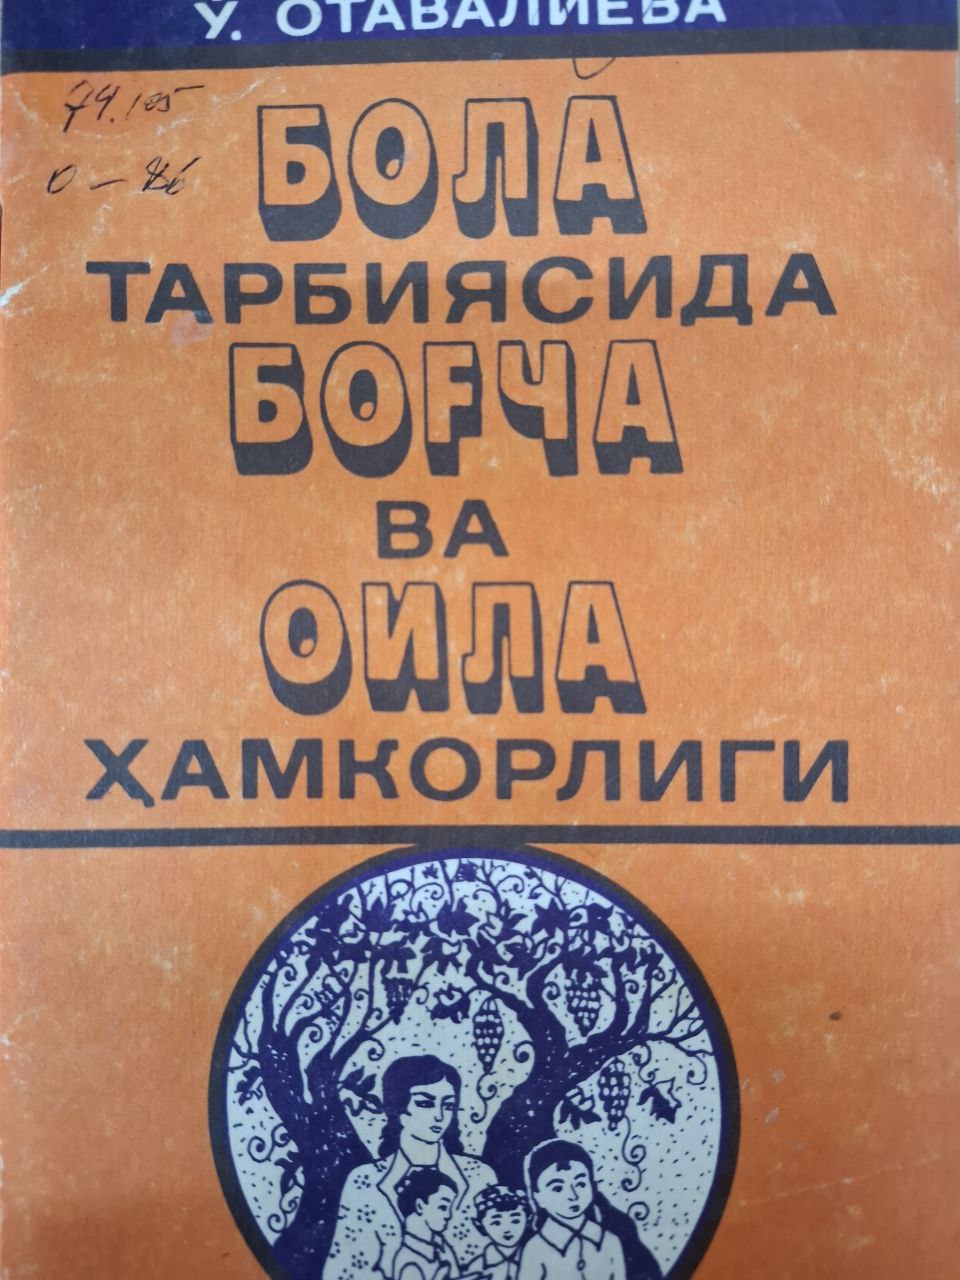 Ў. ОТАВАЛИЕВА
74.105
О-86
БОЛА
ТАРБИЯСИДА
БОҒЧА
ВА
ОИЛА
ҲАМКОРЛИГИ